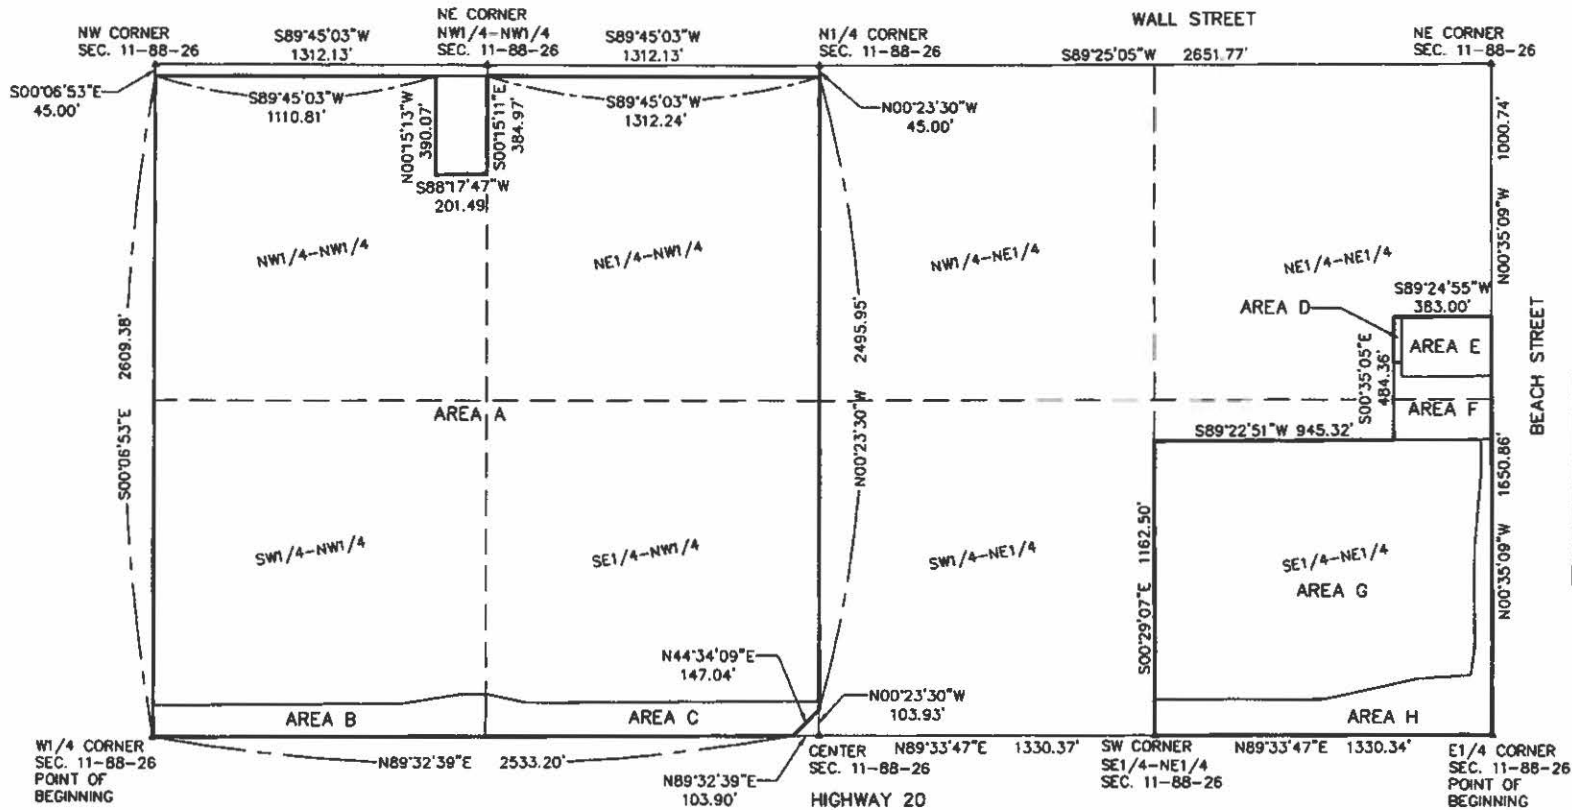 NW CORNER
SEC. 11-88-26
S89°45'03"W
1312.13'
NE CORNER
NW1/4-NW1/4
SEC. 11-88-26
S89°45'03"W
1312.13'
N1/4 CORNER
SEC. 11-88-26
WALL STREET
S89°25'05"W 2651.77'
NE CORNER
SEC. 11-88-26
S00°06'53"E
45.00'
S89°45'03"W
1110.81'
N00°15'13"W
390.07'
S00°15'11"E
384.97'
S89°45'03"W
1312.24'
N00°23'30"W
45.00'
S88°17'47"W
201.49
N00°35'09"W 1000.74'
NW1/4-NW1/4
NE1/4-NW1/4
NW1/4-NE1/4
NE1/4-NE1/4
S89°24'55"W
383.00'
AREA D
AREA E
S00°35'05"E
484.36'
AREA F
BEACH STREET
S00°06'53"E 2609.38'
AREA A
N00°23'30"W 2495.95'
S89°22'51"W 945.32'
N00°35'09"W 1650.86'
S00°29'07"E 1162.50'
SW1/4-NW1/4
SE1/4-NW1/4
SW1/4-NE1/4
SE1/4-NE1/4
AREA G
N44°34'09"E
147.04'
N00°23'30"W
103.93'
AREA B
AREA C
AREA H
W1/4 CORNER
SEC. 11-88-26
POINT OF
BEGINNING
N89°32'39"E 2533.20'
N89°32'39"E
103.90'
CENTER
SEC. 11-88-26
HIGHWAY 20
N89°33'47"E 1330.37'
SW CORNER
SE1/4-NE1/4
SEC. 11-88-26
N89°33'47"E 1330.34'
E1/4 CORNER
SEC. 11-88-26
POINT OF
BEGINNING